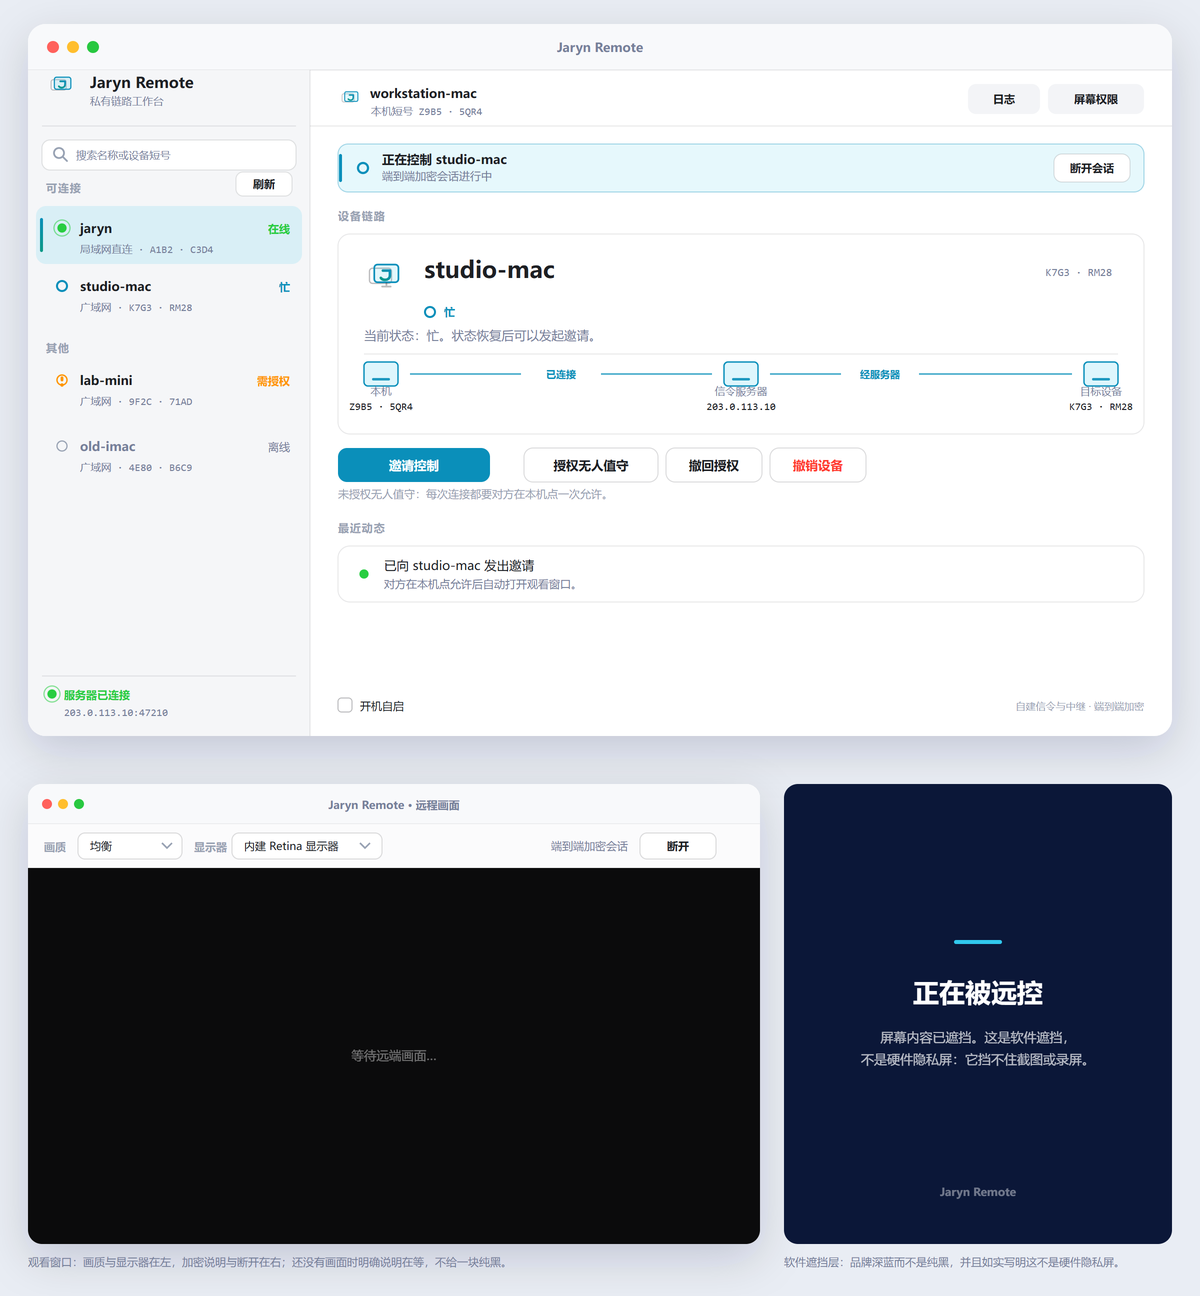 Jaryn Remote
Jaryn Remote
私有链路工作台
搜索名称或设备短号
可连接
刷新
jaryn
在线
局域网直连 · A1B2 · C3D4
studio-mac
忙
广域网 · K7G3 · RM28
其他
lab-mini
需授权
广域网 · 9F2C · 71AD
old-imac
离线
广域网 · 4E80 · B6C9
服务器已连接
203.0.113.10:47210
workstation-mac
本机短号 Z9B5 · 5QR4
日志
屏幕权限
正在控制 studio-mac
端到端加密会话进行中
断开会话
设备链路
studio-mac
K7G3 · RM28
忙
当前状态：忙。状态恢复后可以发起邀请。
已连接
经服务器
本机
信令服务器
目标设备
Z9B5 · 5QR4
203.0.113.10
K7G3 · RM28
邀请控制
授权无人值守
撤回授权
撤销设备
未授权无人值守：每次连接都要对方在本机点一次允许。
最近动态
已向 studio-mac 发出邀请
对方在本机点允许后自动打开观看窗口。
开机自启
自建信令与中继 · 端到端加密
Jaryn Remote · 远程画面
画质
均衡
显示器
内建 Retina 显示器
端到端加密会话
断开
等待远端画面…
观看窗口：画质与显示器在左，加密说明与断开在右；还没有画面时明确说明在等，不给一块纯黑。
正在被远控
屏幕内容已遮挡。这是软件遮挡，
不是硬件隐私屏：它挡不住截图或录屏。
Jaryn Remote
软件遮挡层：品牌深蓝而不是纯黑，并且如实写明这不是硬件隐私屏。